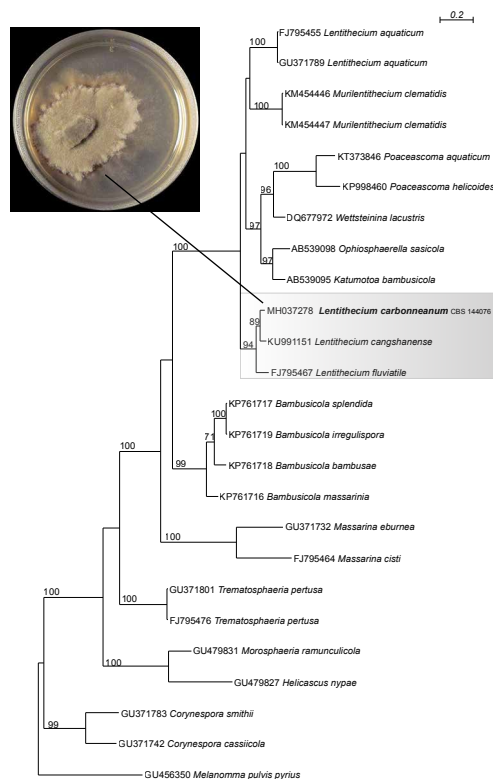 0.2
100
FJ795455 Lentithecium aquaticum
GU371789 Lentithecium aquaticum
KM454446 Murilentithecium clematidis
100
KM454447 Murilentithecium clematidis
KT373846 Poaceascoma aquaticum
100
KP998460 Poaceascoma helicoides
96
DQ677972 Wettsteinina lacustris
97
100
AB539098 Ophiosphaerella sasicola
97
AB539095 Katumotoa bambusicola
MH037278 Lentithecium carbonneanum CBS 144076
89
KU991151 Lentithecium cangshanense
94
FJ795467 Lentithecium fluviatile
KP761717 Bambusicola splendida
100
KP761719 Bambusicola irregulispora
71
100
KP761718 Bambusicola bambusae
99
KP761716 Bambusicola massarinia
GU371732 Massarina eburnea
100
FJ795464 Massarina cisti
GU371801 Trematosphaeria pertusa
100
100
FJ795476 Trematosphaeria pertusa
GU479831 Morosphaeria ramunculicola
100
GU479827 Helicascus nypae
GU371783 Corynespora smithii
99
GU371742 Corynespora cassiicola
GU456350 Melanomma pulvis pyrius